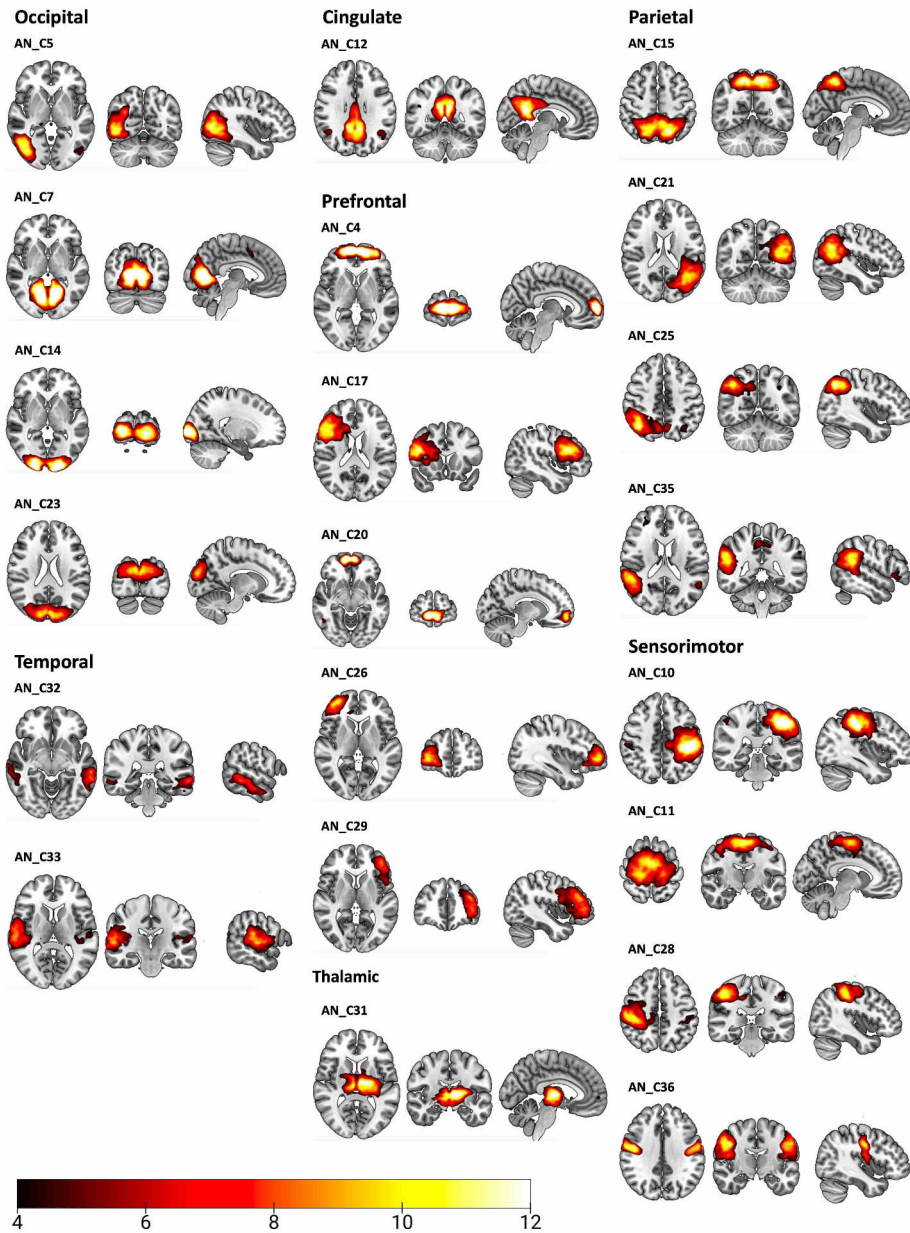 Occipital
AN_C5
AN_C7
AN_C14
AN_C23
Temporal
AN_C32
AN_C33
Cingulate
AN_C12
Prefrontal
AN_C4
AN_C17
AN_C20
AN_C26
AN_C29
Thalamic
AN_C31
Parietal
AN_C15
AN_C21
AN_C25
AN_C35
Sensorimotor
AN_C10
AN_C11
AN_C28
AN_C36
4 6 8 10 12